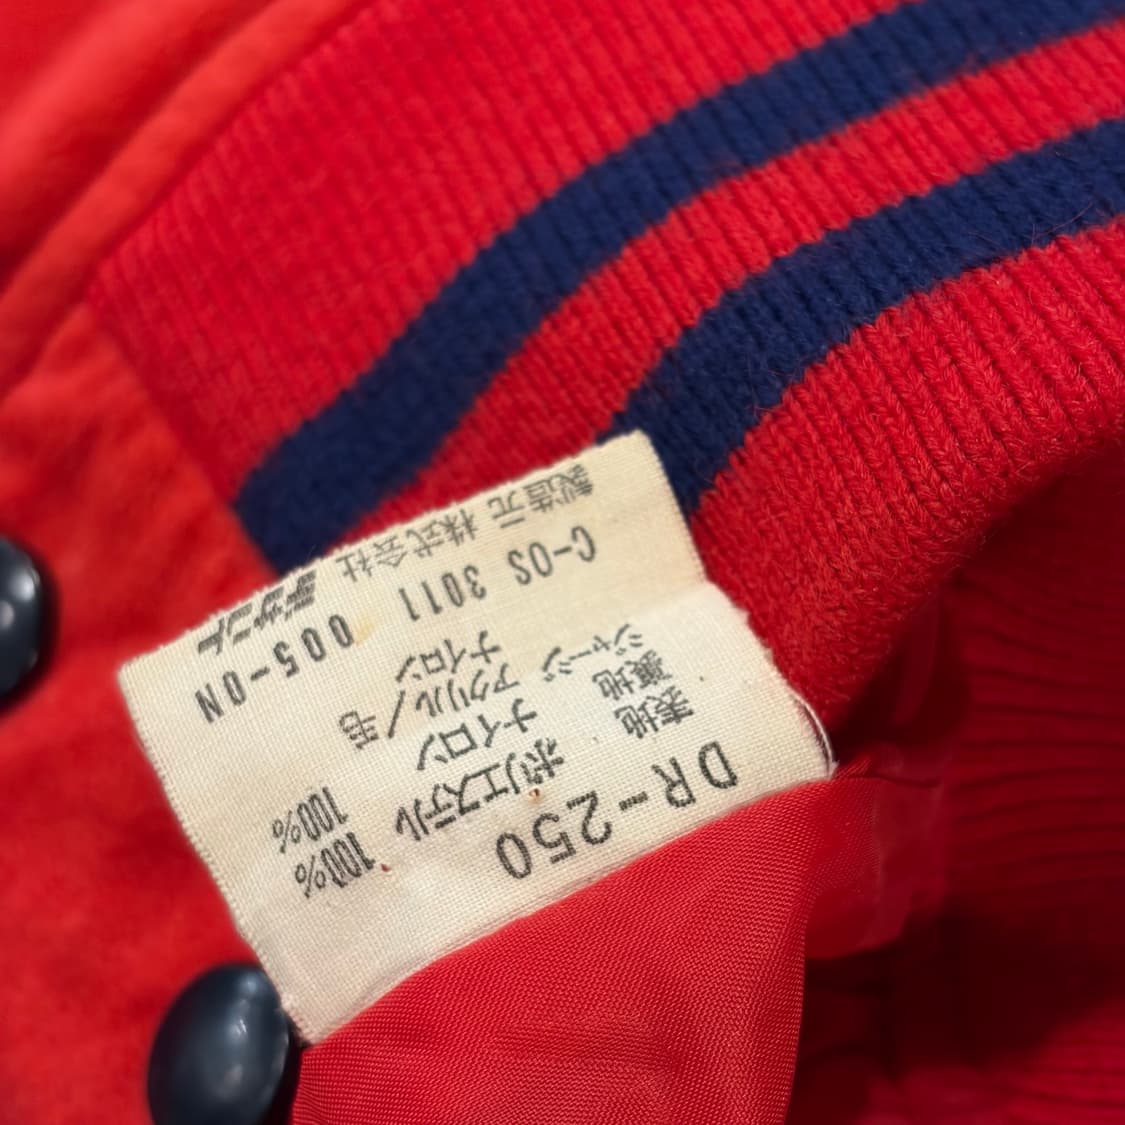 DR-250
表地 ポリエステル 100%
裏地 ナイロン 100%
ジャージ アクリル/毛
ナイロン
C-OS 3011 005-ON
製造元 株式会社 デサント